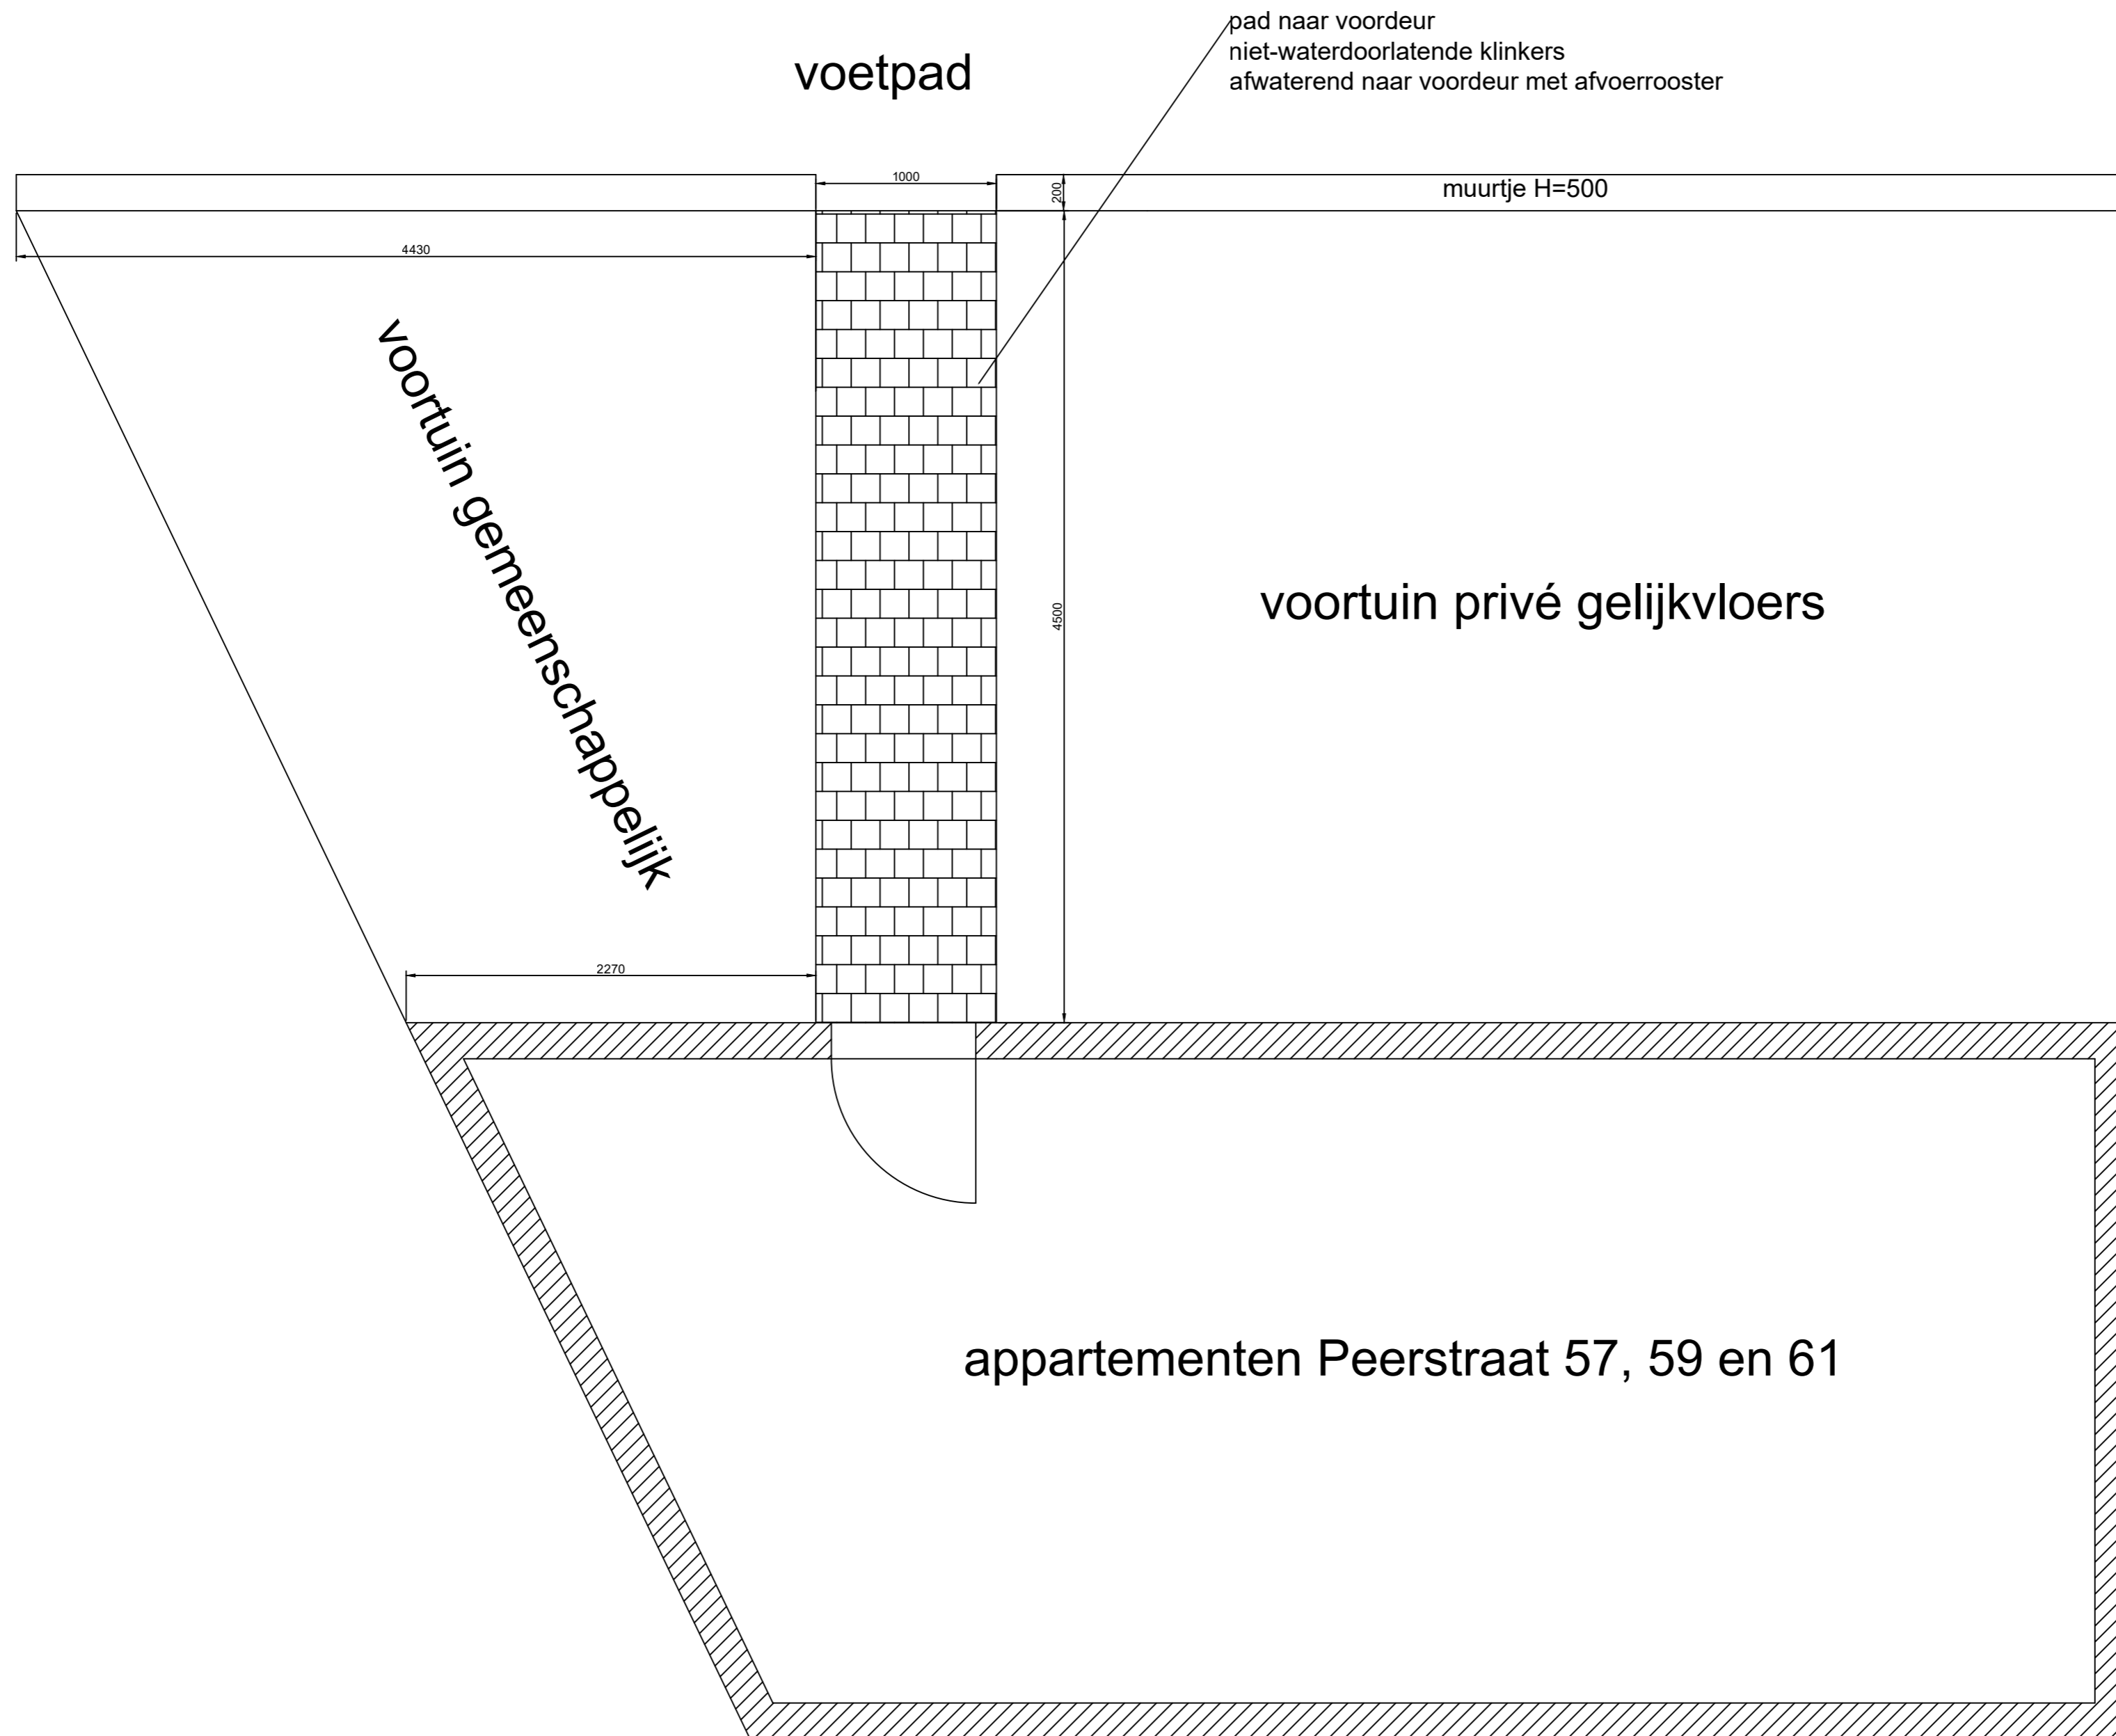 pad naar voordeur
niet-waterdoorlatende klinkers
afwaterend naar voordeur met afvoerrooster
voetpad
1000
200
muurtje H=500
4430
voortuin gemeenschappelijk
voortuin privé gelijkvloers
4500
2270
appartementen Peerstraat 57, 59 en 61